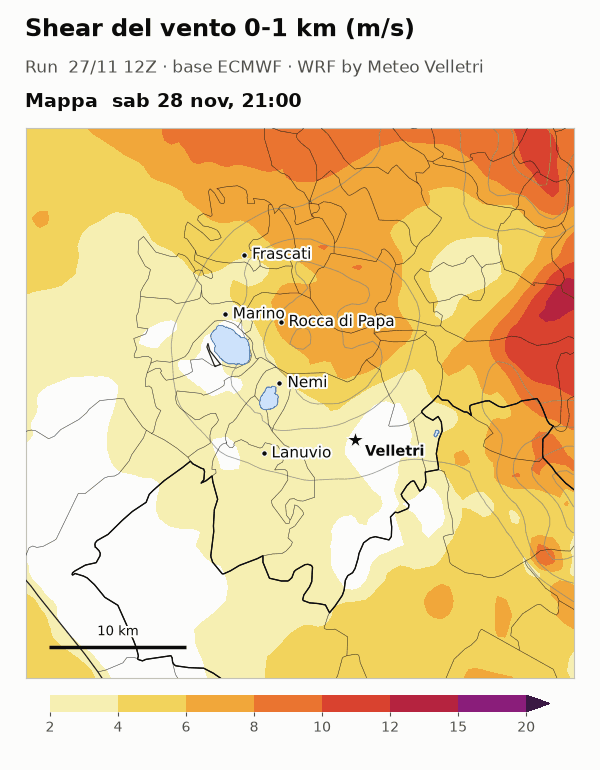 Shear del vento 0-1 km (m/s)
Run  27/11 12Z · base ECMWF · WRF by Meteo Velletri
Mappa  sab 28 nov, 21:00
Frascati
Marino
Rocca di Papa
Nemi
Velletri
Lanuvio
10 km
2 4 6 8 10 12 15 20